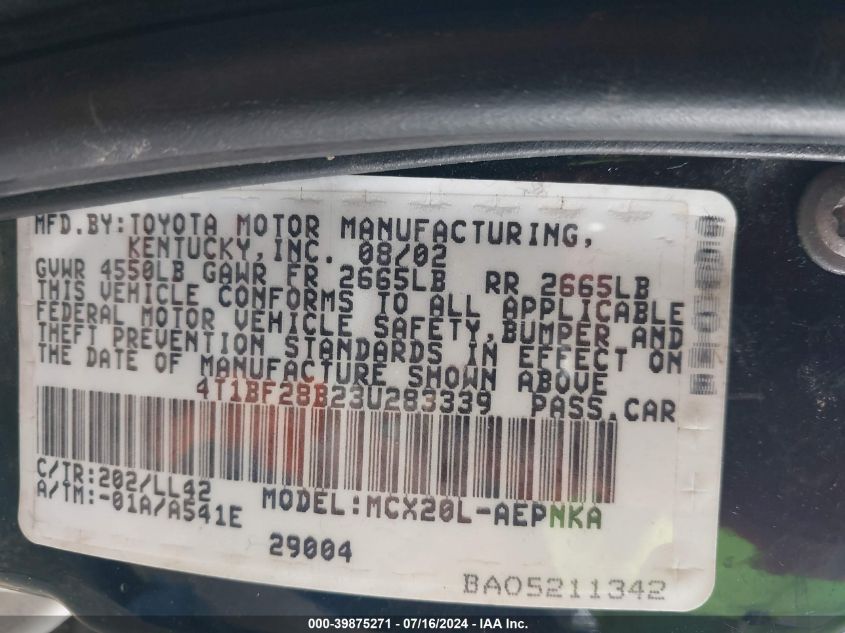 MFD.BY:TOYOTA MOTOR MANUFACTURING,
KENTUCKY,INC. 08/02
GVWR 4550LB GAWR FR 2665LB RR 2665LB
THIS VEHICLE CONFORMS TO ALL APPLICABLE
FEDERAL MOTOR VEHICLE SAFETY,BUMPER AND
THEFT PREVENTION STANDARDS IN EFFECT ON
THE DATE OF MANUFACTURE SHOWN ABOVE.
4T1BF28B23U283339 PASS.CAR
C/TR:202/LL42
A/TM:-01A/A541E
MODEL:MCX20L-AEPNKA
29004
BA05211342
000-39875271 - 07/16/2024 - IAAI Inc.